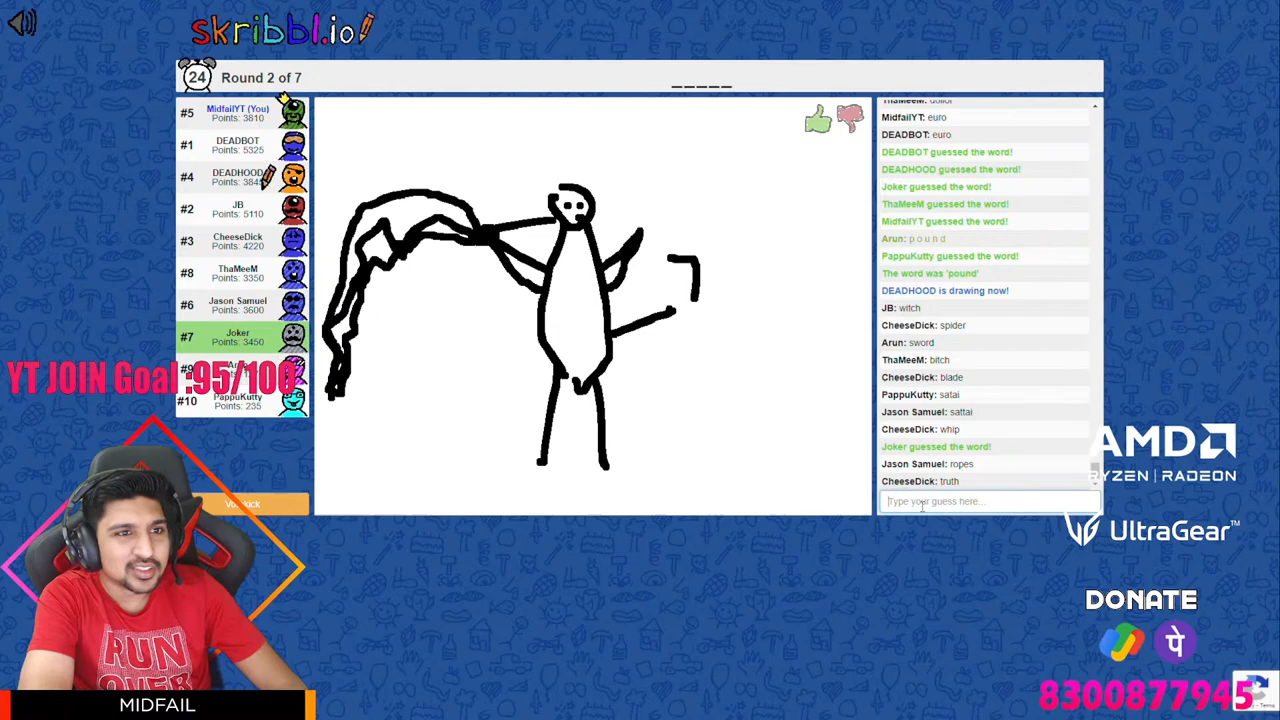 skribbl.io
24 Round 2 of 7
_ _ _ _ _
#5 MidfailYT (You)
Points: 3810
#1 DEADBOT
Points: 5325
#4 DEADHOOD
#2 JB
Points: 5110
#3 CheeseDick
Points: 4220
#8 ThaMeeM
Points: 3350
#6 Jason Samuel
Points: 3600
#7 Joker
Points: 3450
#10 PappuKutty
Points: 235
MidfailYT: euro
DEADBOT: euro
DEADBOT guessed the word!
DEADHOOD guessed the word!
Joker guessed the word!
ThaMeeM guessed the word!
MidfailYT guessed the word!
Arun: p o u n d
PappuKutty guessed the word!
The word was 'pound'
DEADHOOD is drawing now!
JB: witch
CheeseDick: spider
Arun: sword
ThaMeeM: bitch
CheeseDick: blade
PappuKutty: satai
Jason Samuel: sattai
CheeseDick: whip
Joker guessed the word!
Jason Samuel: ropes
CheeseDick: truth
Type your guess here...
YT JOIN Goal :95/100
AMD
RYZEN | RADEON
UltraGear™
DONATE
पे
8300877945
RUN
OVER
MIDFAIL